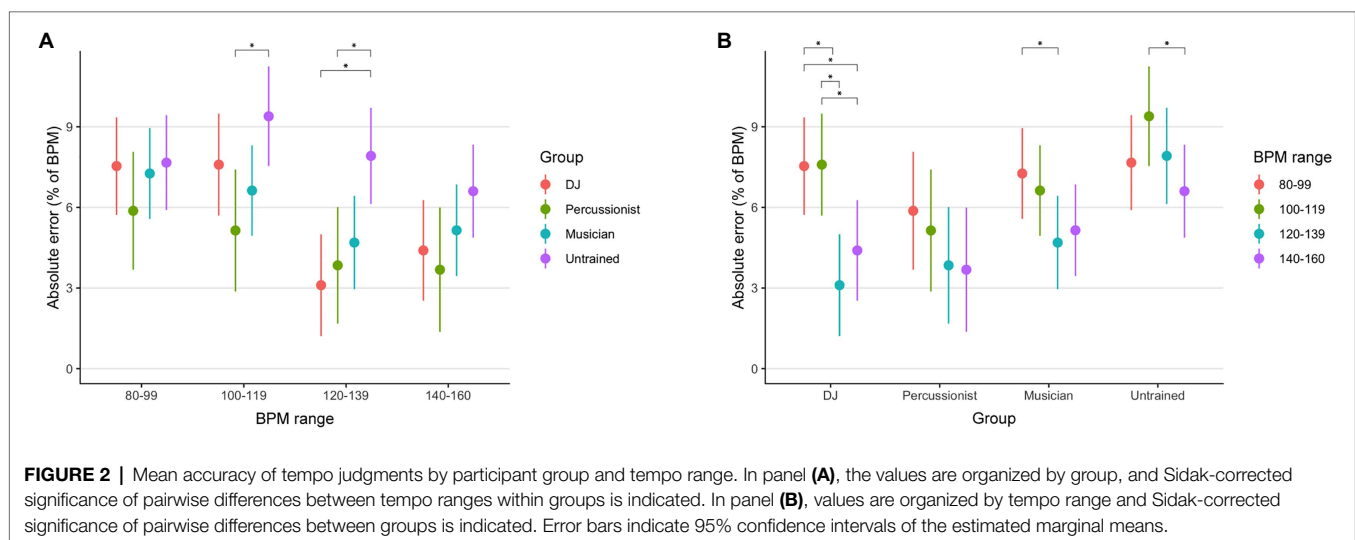 A
*
*
*
Absolute error (% of BPM)
9
6
3
0
80-99
100-119
120-139
140-160
BPM range
Group
DJ
Percussionist
Musician
Untrained
B
*
*
*
*
*
*
Absolute error (% of BPM)
9
6
3
0
DJ
Percussionist
Musician
Untrained
Group
BPM range
80-99
100-119
120-139
140-160
FIGURE 2 | Mean accuracy of tempo judgments by participant group and tempo range. In panel (A), the values are organized by group, and Sidak-corrected
significance of pairwise differences between tempo ranges within groups is indicated. In panel (B), values are organized by tempo range and Sidak-corrected
significance of pairwise differences between groups is indicated. Error bars indicate 95% confidence intervals of the estimated marginal means.